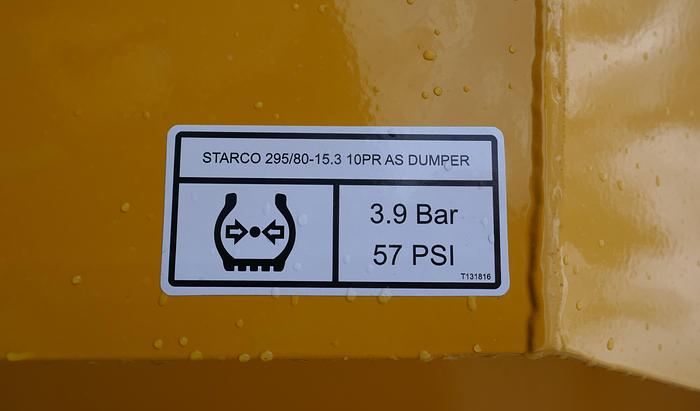 STARCO 295/80-15.3 10PR AS DUMPER
3.9 Bar
57 PSI
T131816